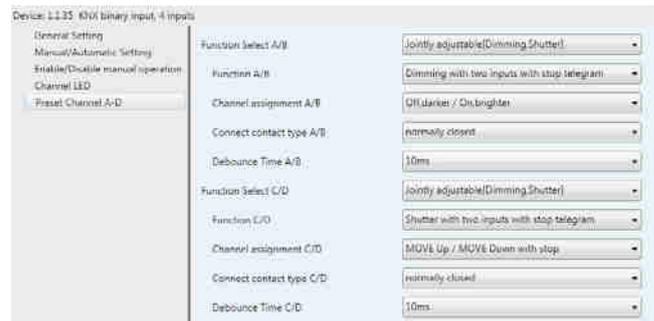 Device: 1.1.35 KNX binary input, 4 inputs
General Setting
Manual/Automatic Setting
Enable/Disable manual operation
Channel LED
Preset Channel A-D
Function Select A/B
Jointly adjustable(Dimming,Shutter)
Function A/B
Dimming with two inputs with stop telegram
Channel assignment A/B
Off,darker / On,brighter
Connect contact type A/B
normally closed
Debounce Time A/B
10ms
Function Select C/D
Jointly adjustable(Dimming,Shutter)
Function C/D
Shutter with two inputs with stop telegram
Channel assignment C/D
MOVE Up / MOVE Down with stop
Connect contact type C/D
normally closed
Debounce Time C/D
10ms